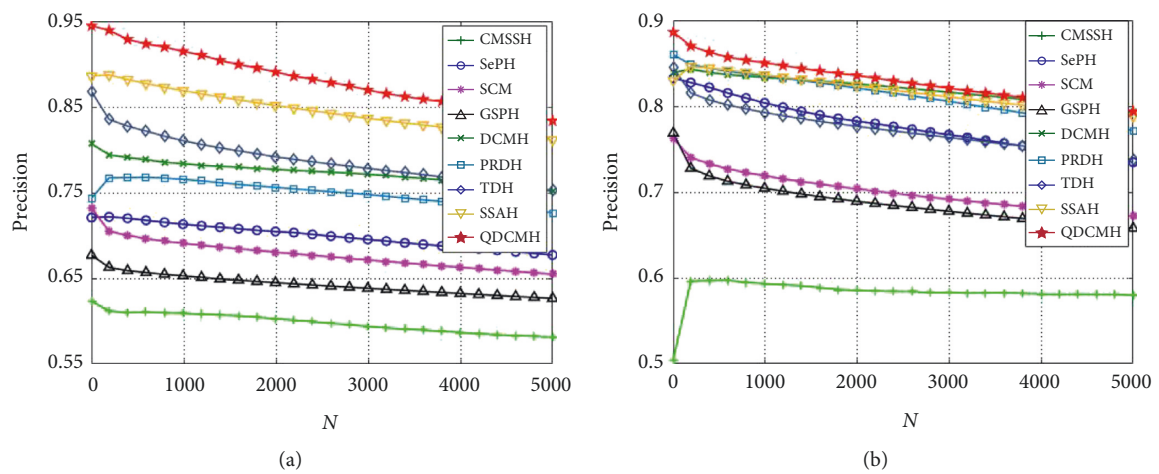 0.95
0.85
0.75
0.65
0.55
Precision
0 1000 2000 3000 4000 5000
N
CMSSH
SePH
SCM
GSPH
DCMH
PRDH
TDH
SSAH
QDCMH
(a)
0.9
0.8
0.7
0.6
0.5
Precision
0 1000 2000 3000 4000 5000
N
CMSSH
SePH
SCM
GSPH
DCMH
PRDH
TDH
SSAH
QDCMH
(b)